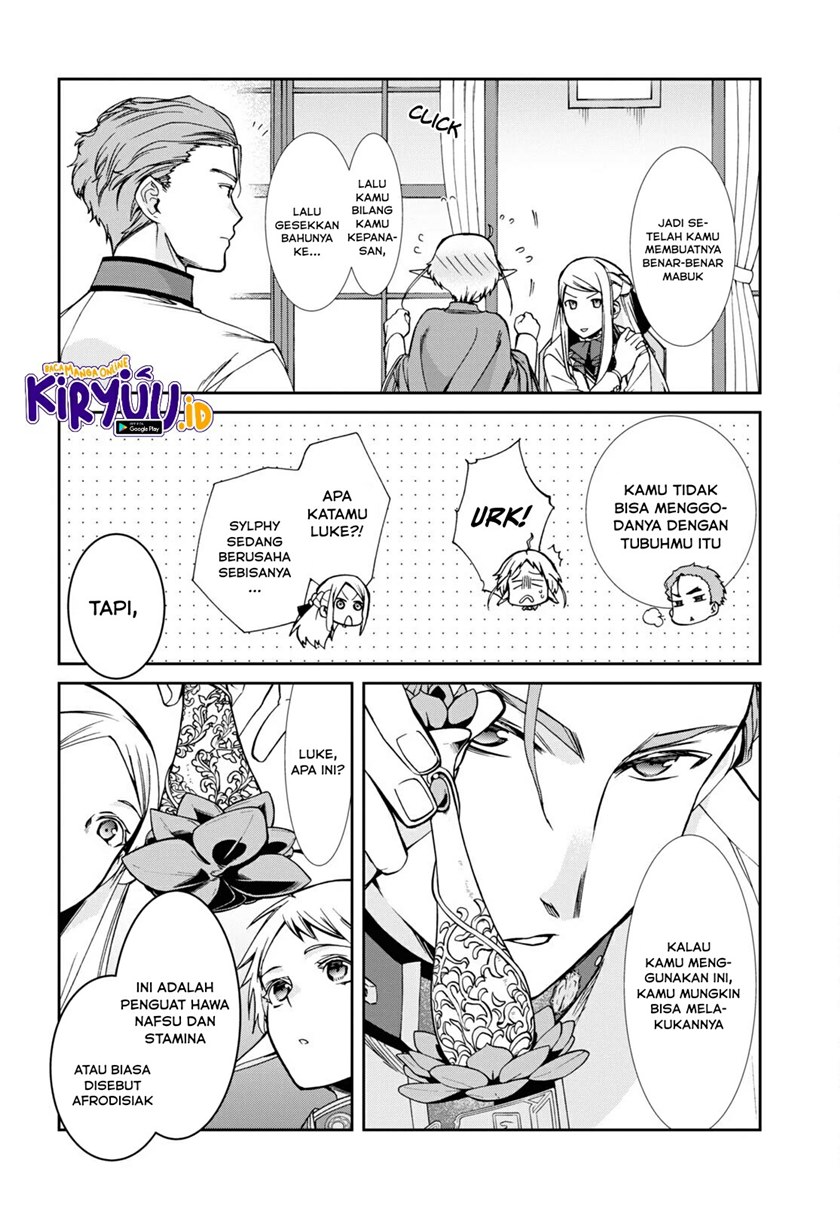 JADI SE-
TELAH KAMU
MEMBUATNYA
BENAR-BENAR
MABUK
CLICK
LALU
KAMU
BILANG KAMU
KEPANA-
SAN,
LALU
GESEKKAN
BAHUNYA
KE...
BACA MANGA ONLINE
KIRYUU.ID
Google Play
KAMU TIDAK
BISA MENGGO-
DANYA DENGAN
TUBUHMU ITU
URK!
APA
KATAMU
LUKE?!
SYLPHY
SEDANG
BERUSAHA
SEBISANYA
...
TAPI,
KALAU
KAMU MENG-
GUNAKAN INI,
KAMU MUNGKIN
BISA MELA-
KUKANNYA
LUKE,
APA INI?
INI ADALAH
PENGUAT HAWA
NAFSU DAN
STAMINA
ATAU BIASA
DISEBUT
AFRODISIAK